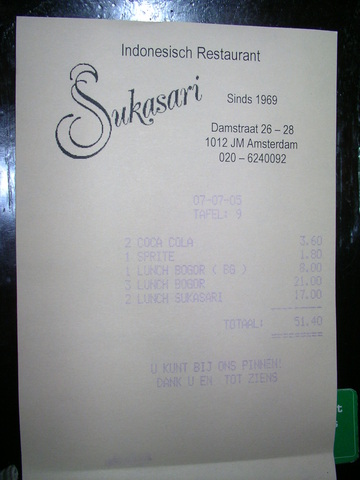 Indonesisch Restaurant
Sukasari
Sinds 1969
Damstraat 26 – 28
1012 JM Amsterdam
020 – 6240092
07-07-05
TAFEL: 9
2 COCA COLA 3.60
1 SPRITE 1.80
1 LUNCH BOGOR ( EG ) 8.00
3 LUNCH BOGOR 21.00
2 LUNCH SUKASARI 17.00
TOTAAL: 51.40
U KUNT BIJ ONS PINNEN!
DANK U EN TOT ZIENS